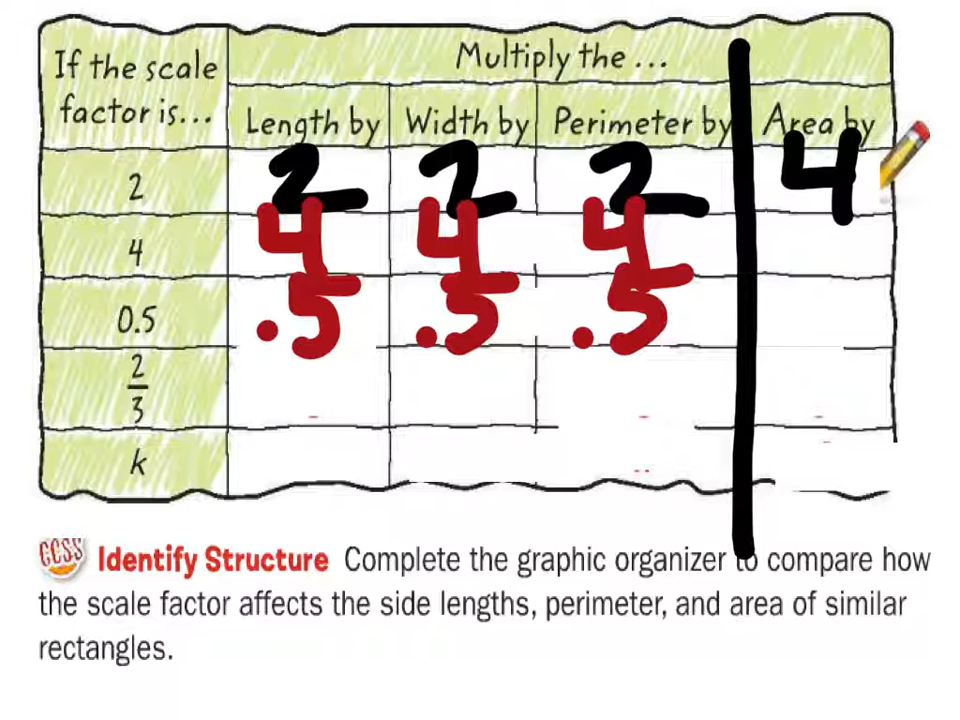 If the scale Multiply the ...
factor is... Length by Width by Perimeter by Area by
2 2 2 2 4
4 4 4 4
0.5 .5 .5 .5
2/3
k
CCSS Identify Structure Complete the graphic organizer to compare how
the scale factor affects the side lengths, perimeter, and area of similar
rectangles.